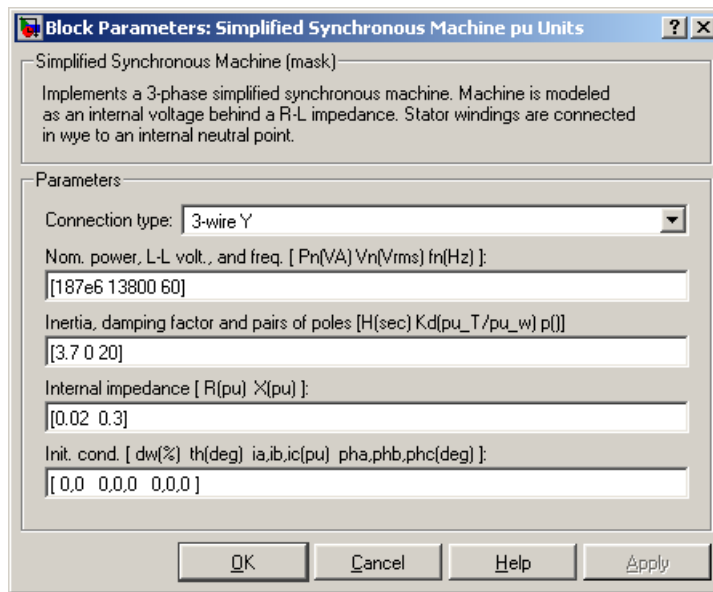 Block Parameters: Simplified Synchronous Machine pu Units
Simplified Synchronous Machine (mask)
Implements a 3-phase simplified synchronous machine. Machine is modeled
as an internal voltage behind a R-L impedance. Stator windings are connected
in wye to an internal neutral point.
Parameters
Connection type: 3-wire Y
Nom. power, L-L volt., and freq. [ Pn(VA) Vn(Vrms) fn(Hz) ]:
[187e6 13800 60]
Inertia, damping factor and pairs of poles [H(sec) Kd(pu_T/pu_w) p()]
[3.7 0 20]
Internal impedance [ R(pu) X(pu) ]:
[0.02 0.3]
Init. cond. [ dw(%) th(deg) ia,ib,ic(pu) pha,phb,phc(deg) ]:
[ 0,0 0,0,0 0,0,0 ]
OK Cancel Help Apply